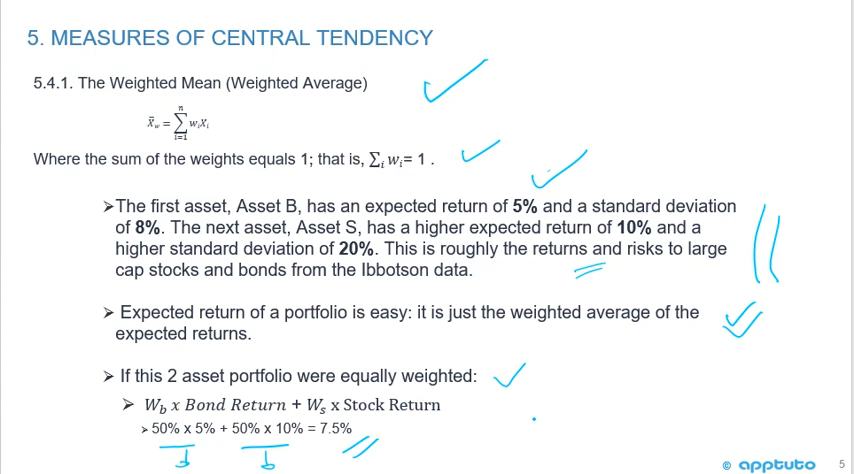 5. MEASURES OF CENTRAL TENDENCY
5.4.1. The Weighted Mean (Weighted Average)
X̄w = ∑ⁿᵢ₌₁ wᵢXᵢ
Where the sum of the weights equals 1; that is, ∑ᵢ wᵢ= 1 .
➢The first asset, Asset B, has an expected return of 5% and a standard deviation
of 8%. The next asset, Asset S, has a higher expected return of 10% and a
higher standard deviation of 20%. This is roughly the returns and risks to large
cap stocks and bonds from the Ibbotson data.
➢ Expected return of a portfolio is easy: it is just the weighted average of the
expected returns.
➢ If this 2 asset portfolio were equally weighted:
➢ Wb x Bond Return + Ws x Stock Return
➢ 50% x 5% + 50% x 10% = 7.5%
© apptuto 5